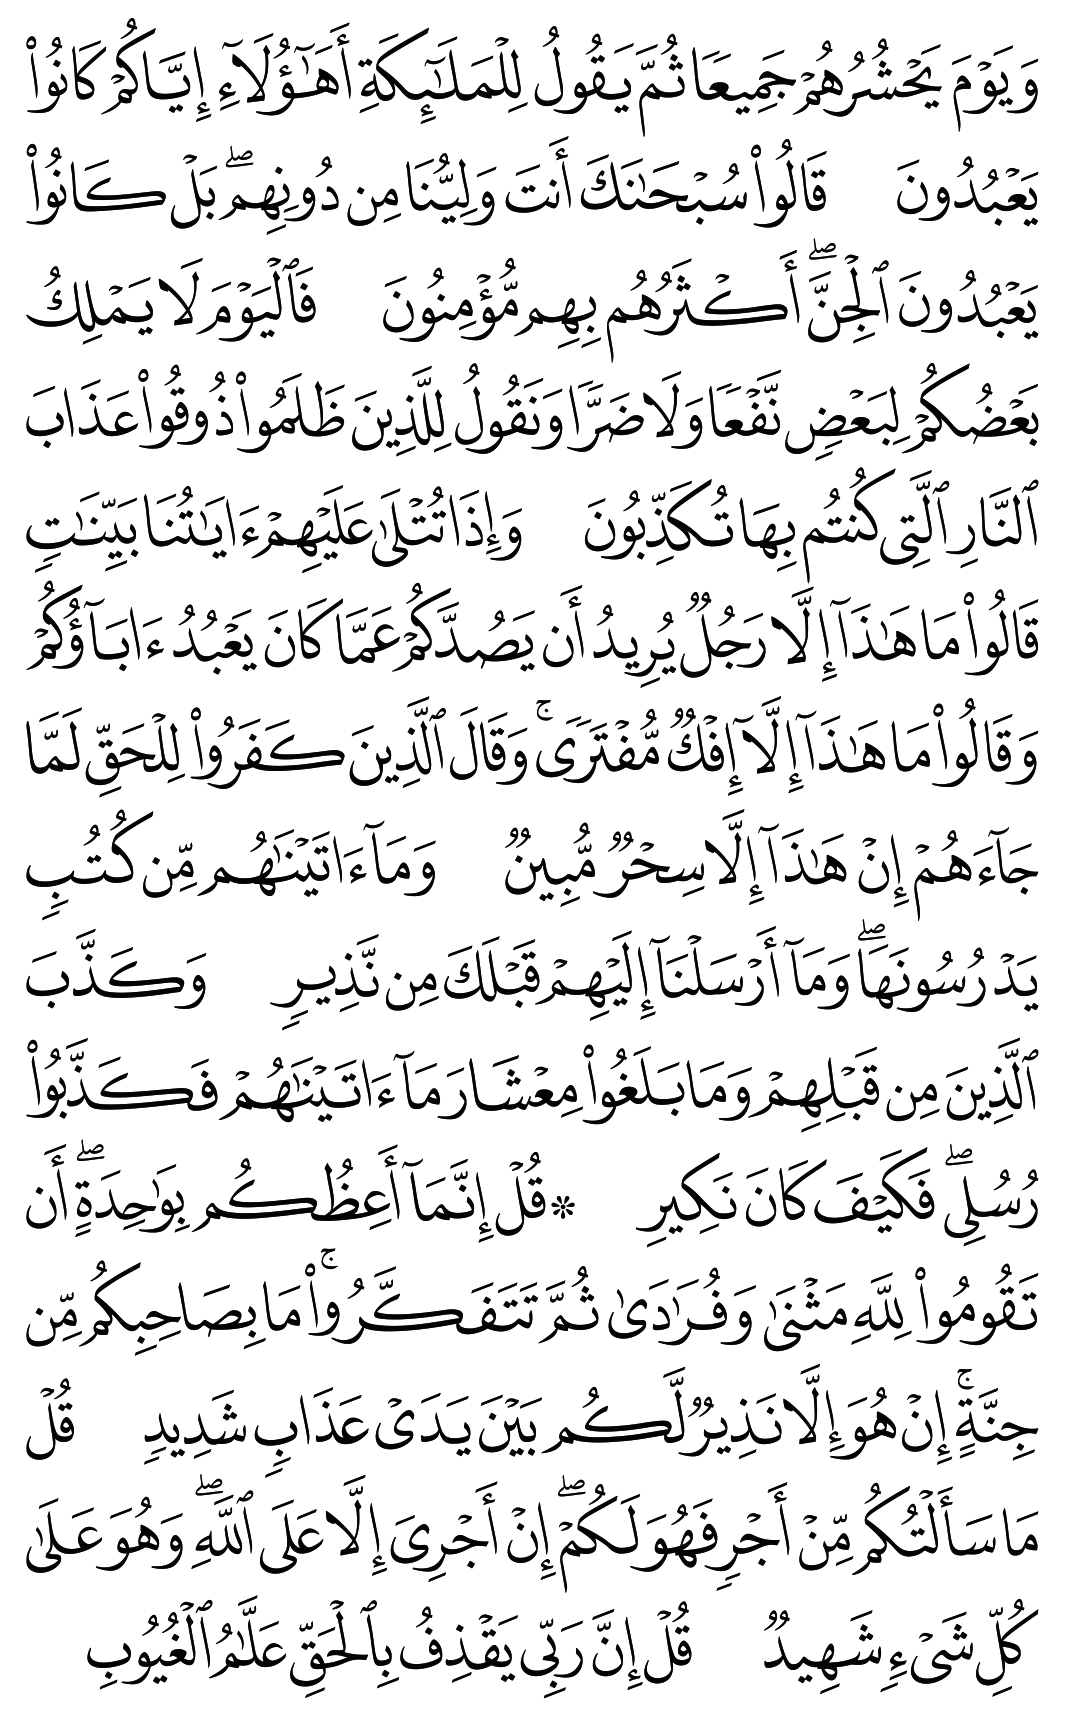 وَيَوْمَ يَحْشُرُهُمْ جَمِيعًا ثُمَّ يَقُولُ لِلْمَلَـٰٓئِكَةِ أَهَـٰٓؤُلَآءِ إِيَّاكُمْ كَانُوا۟
يَعْبُدُونَ قَالُوا۟ سُبْحَـٰنَكَ أَنتَ وَلِيُّنَا مِن دُونِهِمۖ بَلْ كَانُوا۟
يَعْبُدُونَ ٱلْجِنَّۖ أَكْثَرُهُم بِهِم مُّؤْمِنُونَ فَٱلْيَوْمَ لَا يَمْلِكُ
بَعْضُكُمْ لِبَعْضٍ نَّفْعًا وَلَا ضَرًّا وَنَقُولُ لِلَّذِينَ ظَلَمُوا۟ ذُوقُوا۟ عَذَابَ
ٱلنَّارِ ٱلَّتِى كُنتُم بِهَا تُكَذِّبُونَ وَإِذَا تُتْلَىٰ عَلَيْهِمْ ءَايَـٰتُنَا بَيِّنَـٰتٍ
قَالُوا۟ مَا هَـٰذَآ إِلَّا رَجُلٌ يُرِيدُ أَن يَصُدَّكُمْ عَمَّا كَانَ يَعْبُدُ ءَابَآؤُكُمْ
وَقَالُوا۟ مَا هَـٰذَآ إِلَّآ إِفْكٌ مُّفْتَرًىۚ وَقَالَ ٱلَّذِينَ كَفَرُوا۟ لِلْحَقِّ لَمَّا
جَآءَهُمْ إِنْ هَـٰذَآ إِلَّا سِحْرٌ مُّبِينٌ وَمَآ ءَاتَيْنَـٰهُم مِّن كُتُبٍ
يَدْرُسُونَهَاۖ وَمَآ أَرْسَلْنَآ إِلَيْهِمْ قَبْلَكَ مِن نَّذِيرٍ وَكَذَّبَ
ٱلَّذِينَ مِن قَبْلِهِمْ وَمَا بَلَغُوا۟ مِعْشَارَ مَآ ءَاتَيْنَـٰهُمْ فَكَذَّبُوا۟
رُسُلِىۖ فَكَيْفَ كَانَ نَكِيرِ ۞ قُلْ إِنَّمَآ أَعِظُكُم بِوَٰحِدَةٍۖ أَن
تَقُومُوا۟ لِلَّهِ مَثْنَىٰ وَفُرَٰدَىٰ ثُمَّ تَتَفَكَّرُوا۟ۚ مَا بِصَاحِبِكُم مِّن
جِنَّةٍۚ إِنْ هُوَ إِلَّا نَذِيرٌ لَّكُم بَيْنَ يَدَىْ عَذَابٍ شَدِيدٍ قُلْ
مَا سَأَلْتُكُم مِّنْ أَجْرٍ فَهُوَ لَكُمْۖ إِنْ أَجْرِىَ إِلَّا عَلَى ٱللَّهِۖ وَهُوَ عَلَىٰ
كُلِّ شَىْءٍ شَهِيدٌ قُلْ إِنَّ رَبِّى يَقْذِفُ بِٱلْحَقِّ عَلَّـٰمُ ٱلْغُيُوبِ